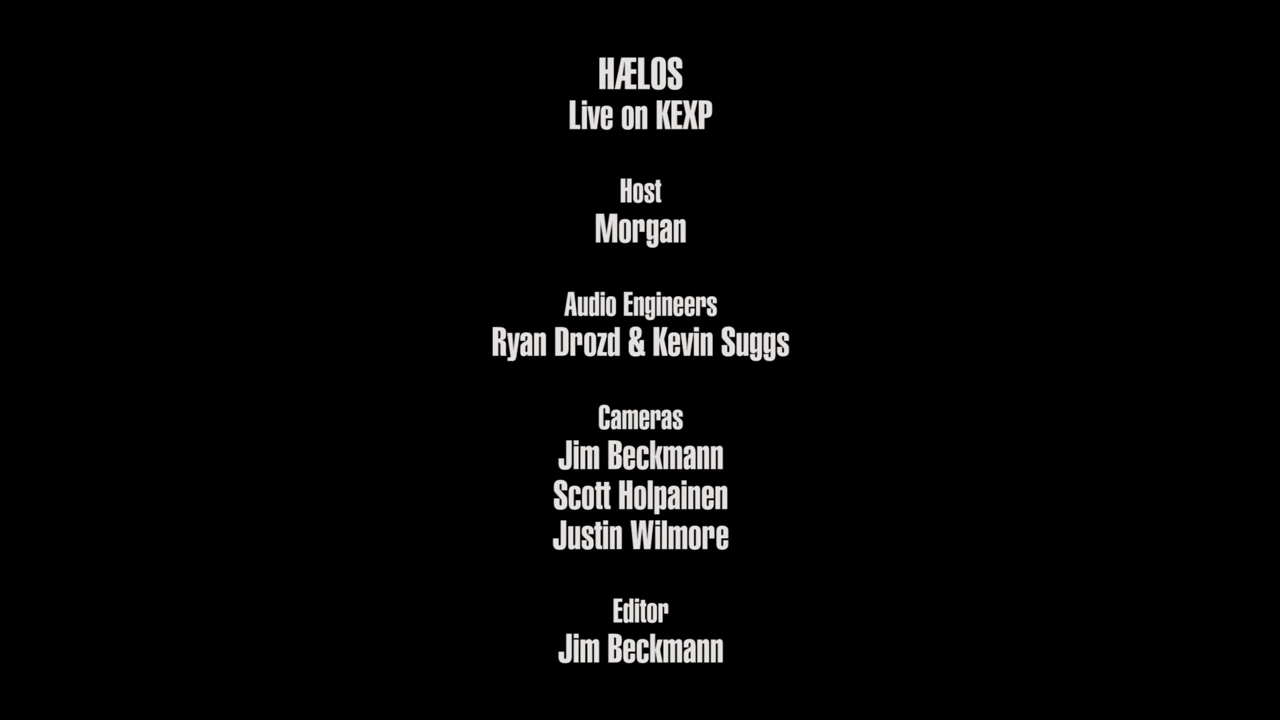 HÆLOS
Live on KEXP
Host
Morgan
Audio Engineers
Ryan Drozd & Kevin Suggs
Cameras
Jim Beckmann
Scott Holpainen
Justin Wilmore
Editor
Jim Beckmann